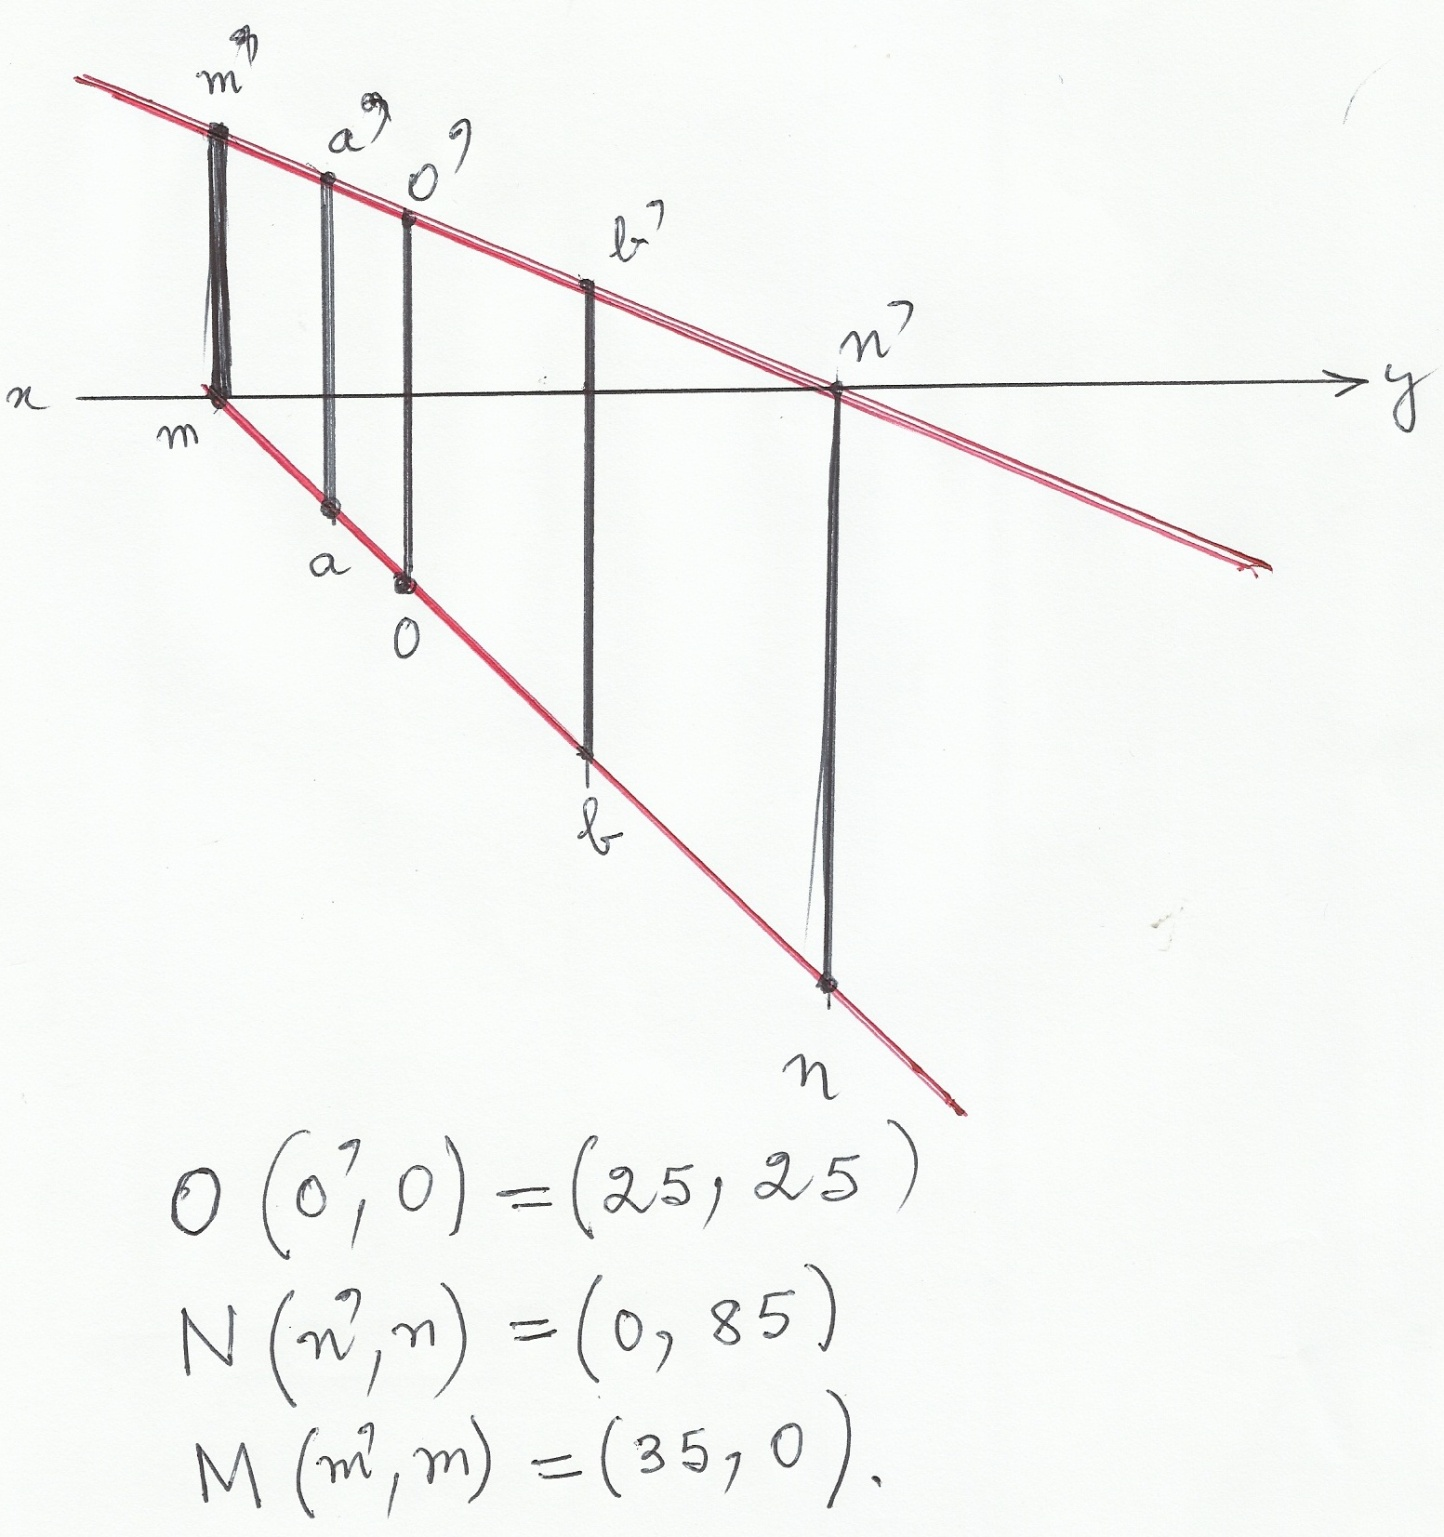 m'
a'
o'
b'
n'
x
y
m
a
o
b
n
O (o', o) = (25, 25)
N (n', n) = (0, 85)
M (m', m) = (35, 0).